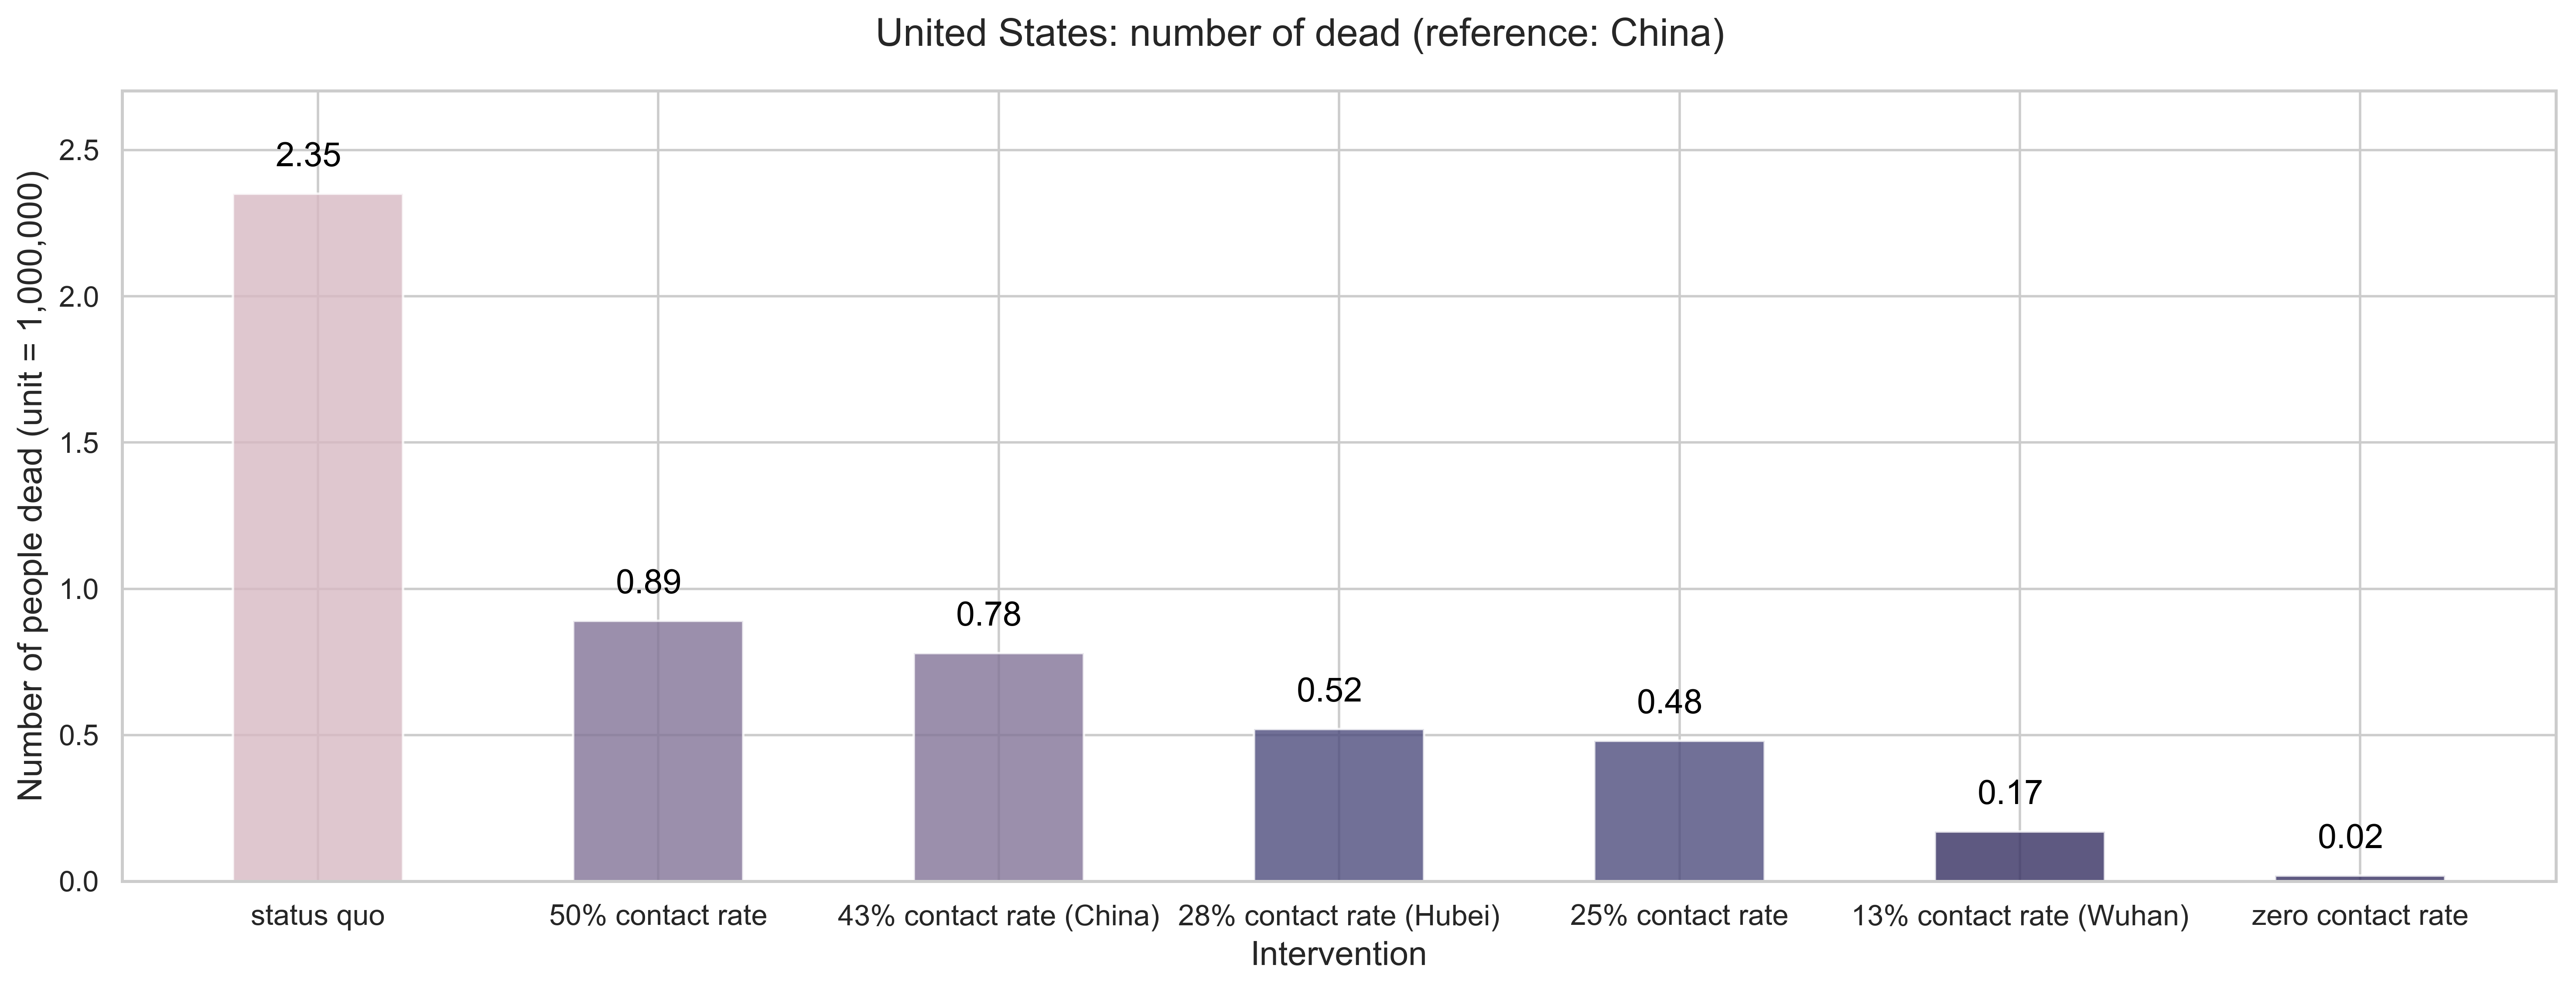 United States: number of dead (reference: China)
Number of people dead (unit = 1,000,000)
2.5
2.0
1.5
1.0
0.5
0.0
2.35
0.89
0.78
0.52
0.48
0.17
0.02
status quo
50% contact rate
43% contact rate (China)
28% contact rate (Hubei)
25% contact rate
13% contact rate (Wuhan)
zero contact rate
Intervention